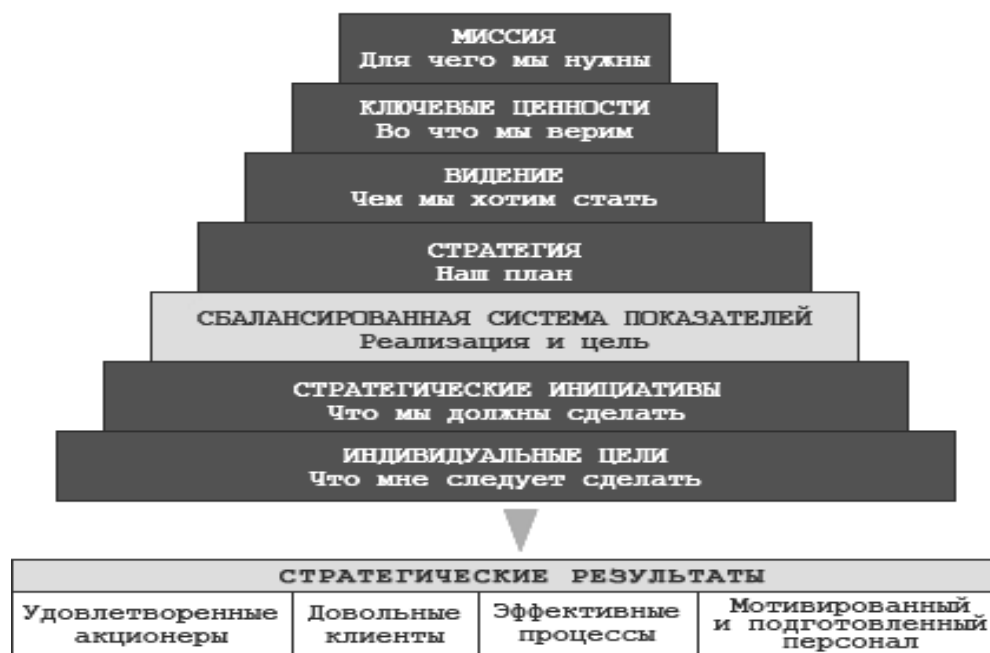 МИССИЯ
Для чего мы нужны
КЛЮЧЕВЫЕ ЦЕННОСТИ
Во что мы верим
ВИДЕНИЕ
Чем мы хотим стать
СТРАТЕГИЯ
Наш план
СБАЛАНСИРОВАННАЯ СИСТЕМА ПОКАЗАТЕЛЕЙ
Реализация и цель
СТРАТЕГИЧЕСКИЕ ИНИЦИАТИВЫ
Что мы должны сделать
ИНДИВИДУАЛЬНЫЕ ЦЕЛИ
Что мне следует сделать
СТРАТЕГИЧЕСКИЕ РЕЗУЛЬТАТЫ
Удовлетворенные
акционеры
Довольные
клиенты
Эффективные
процессы
Мотивированный
и подготовленный
персонал